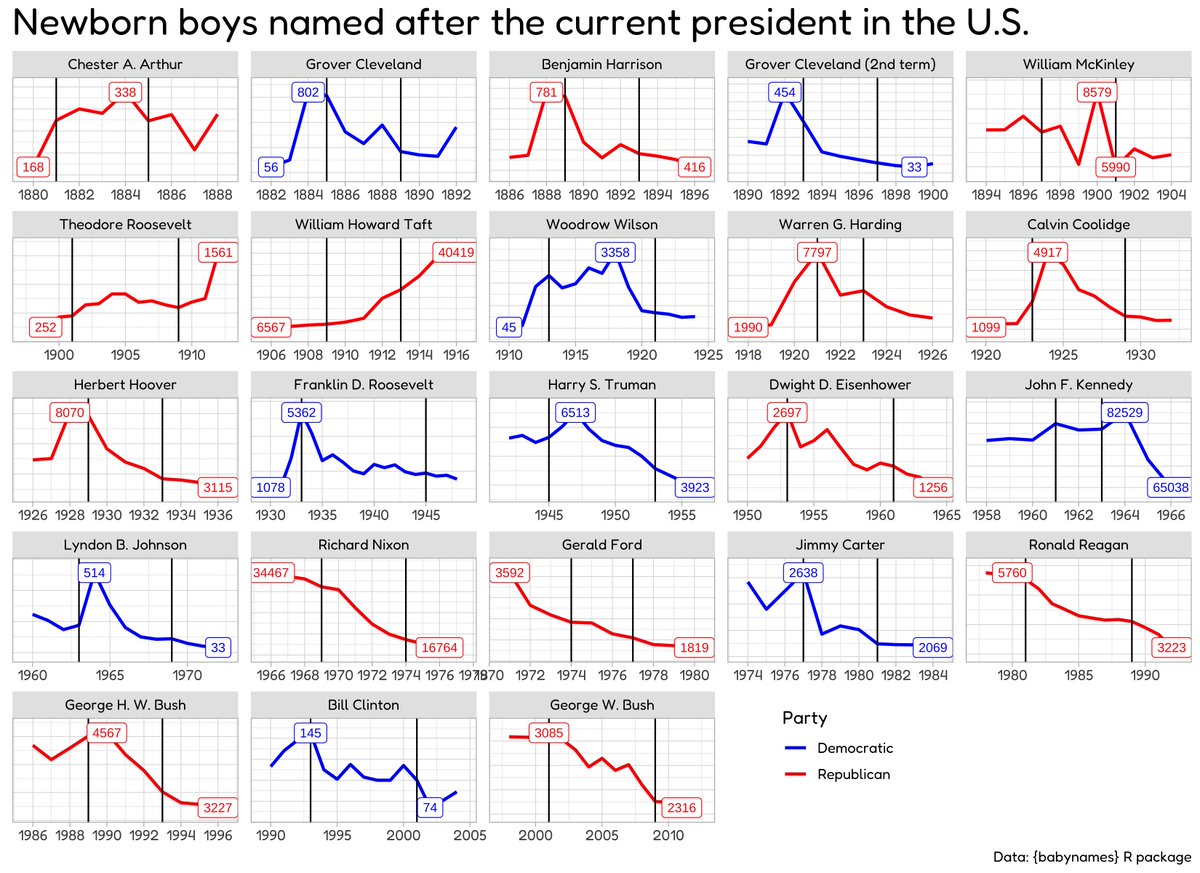 Newborn boys named after the current president in the U.S.
Chester A. Arthur
338
168
1880 1882 1884 1886 1888
Grover Cleveland
802
56
1882 1884 1886 1888 1890 1892
Benjamin Harrison
781
416
1886 1888 1890 1892 1894 1896
Grover Cleveland (2nd term)
454
33
1890 1892 1894 1896 1898 1900
William McKinley
8579
5990
1894 1896 1898 1900 1902 1904
Theodore Roosevelt
1561
252
1900 1905 1910
William Howard Taft
40419
6567
1906 1908 1910 1912 1914 1916
Woodrow Wilson
3358
45
1910 1915 1920 1925
Warren G. Harding
7797
1990
1918 1920 1922 1924 1926
Calvin Coolidge
4917
1099
1920 1925 1930
Herbert Hoover
8070
3115
1926 1928 1930 1932 1934 1936
Franklin D. Roosevelt
5362
1078
1930 1935 1940 1945
Harry S. Truman
6513
3923
1945 1950 1955
Dwight D. Eisenhower
2697
1256
1950 1955 1960 1965
John F. Kennedy
82529
65038
1958 1960 1962 1964 1966
Lyndon B. Johnson
514
33
1960 1965 1970
Richard Nixon
34467
16764
1966 1968 1970 1972 1974 1976 1978
Gerald Ford
3592
1819
1970 1972 1974 1976 1978 1980
Jimmy Carter
2638
2069
1974 1976 1978 1981 1982 1984
Ronald Reagan
5760
3223
1980 1985 1990
George H. W. Bush
4567
3227
1986 1988 1990 1992 1994 1996
Bill Clinton
145
74
1990 1995 2000 2005
George W. Bush
3085
2316
2000 2005 2010
Party
Democratic
Republican
Data: {babynames} R package